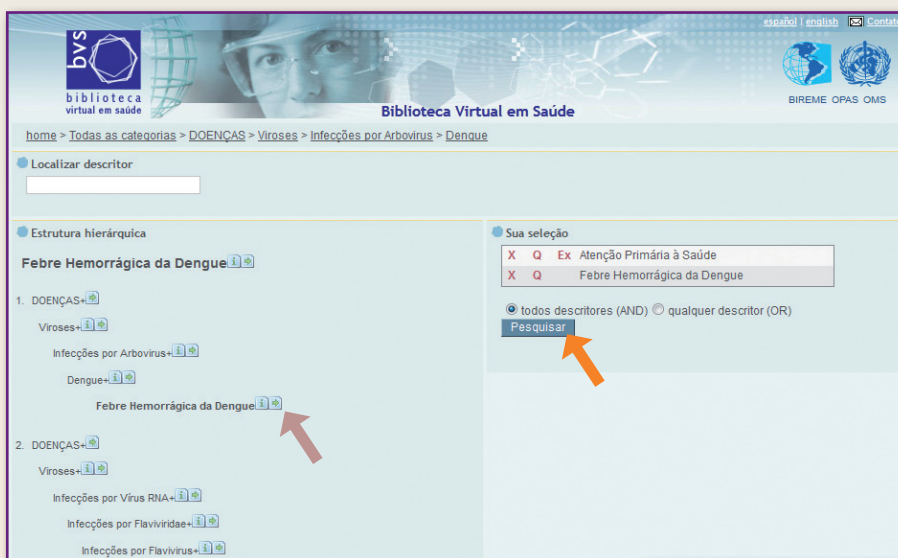 español | english Contato
bvs
biblioteca
virtual em saúde
BIREME OPAS OMS
Biblioteca Virtual em Saúde
home > Todas as categorias > DOENÇAS > Viroses > Infecções por Arbovirus > Dengue
Localizar descritor
Estrutura hierárquica
Febre Hemorrágica da Dengue
1. DOENÇAS+
Viroses+
Infecções por Arbovirus+
Dengue+
Febre Hemorrágica da Dengue
2. DOENÇAS+
Viroses+
Infecções por Vírus RNA+
Infecções por Flaviviridae+
Infecções por Flavivirus+
Sua seleção
X Q Ex Atenção Primária à Saúde
X Q Febre Hemorrágica da Dengue
todos descritores (AND) qualquer descritor (OR)
Pesquisar